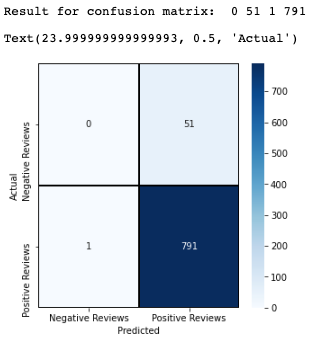 Result for confusion matrix:  0 51 1 791
Text(23.999999999999993, 0.5, 'Actual')
0
51
1
791
Actual
Negative Reviews
Positive Reviews
Negative Reviews
Positive Reviews
Predicted
700
600
500
400
300
200
100
0